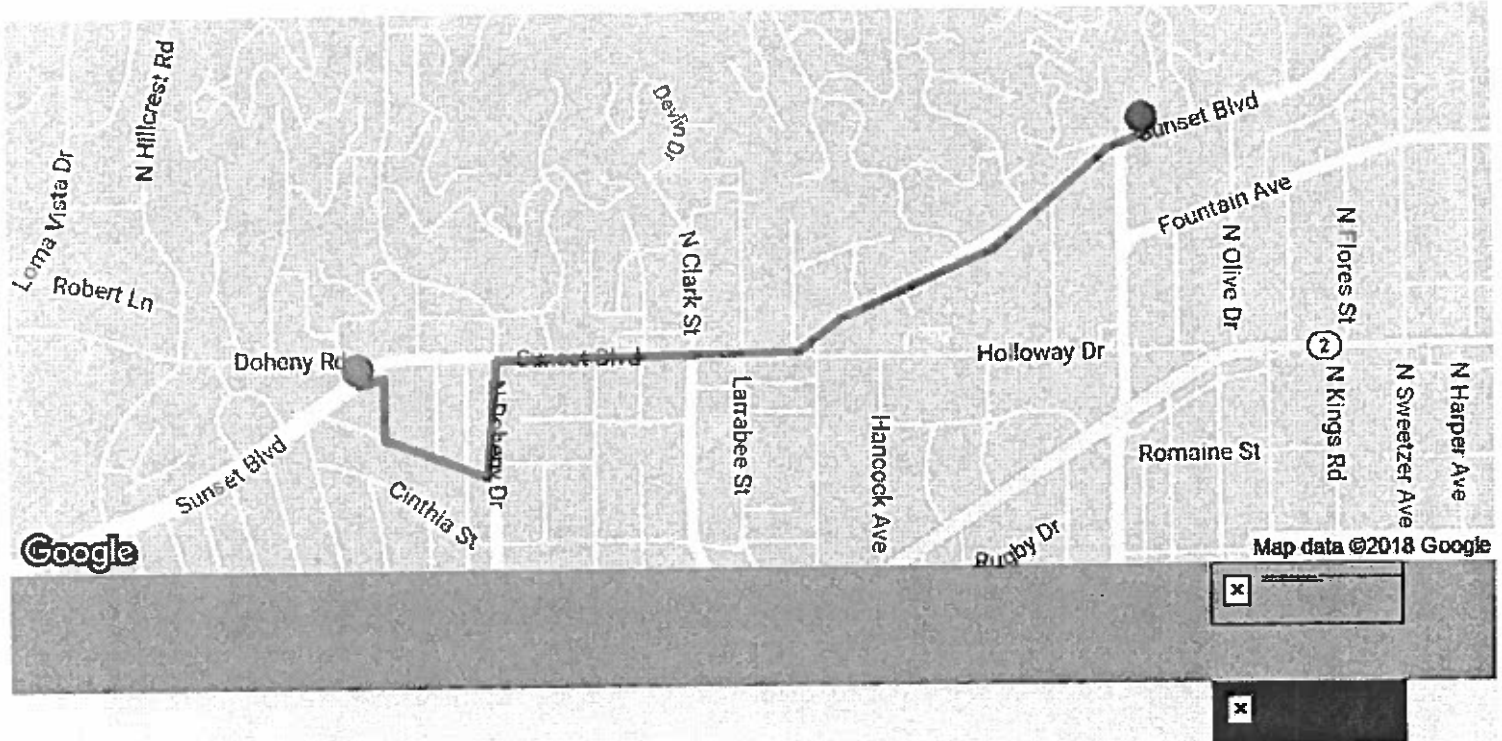 N Hillcrest Rd
Loma Vista Dr
Robert Ln
Devlin Dr
Sunset Blvd
Fountain Ave
N Clark St
N Olive Dr
N Flores St
Doheny Rd
Sunset Blvd
Holloway Dr
2
N Doheny Dr
Larrabee St
Hancock Ave
Romaine St
N Kings Rd
N Sweetzer Ave
N Harper Ave
Sunset Blvd
Cinthia St
Rugby Dr
Google
Map data ©2018 Google
x
x